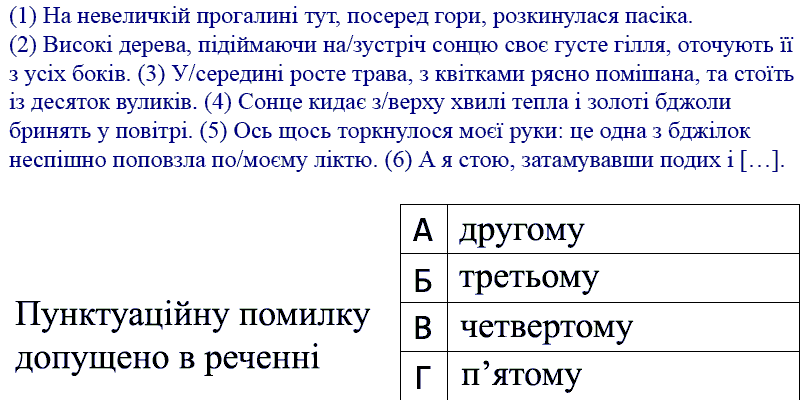 (1) На невеличкій прогалині тут, посеред гори, розкинулася пасіка.
(2) Високі дерева, підіймаючи на/зустріч сонцю своє густе гілля, оточують її
з усіх боків. (3) У/середині росте трава, з квітками рясно помішана, та стоїть
із десяток вуликів. (4) Сонце кидає з/верху хвилі тепла і золоті бджоли
бринять у повітрі. (5) Ось щось торкнулося моєї руки: це одна з бджілок
неспішно поповзла по/моєму ліктю. (6) А я стою, затамувавши подих і […].
Пунктуаційну помилку
допущено в реченні
А другому
Б третьому
В четвертому
Г п’ятому